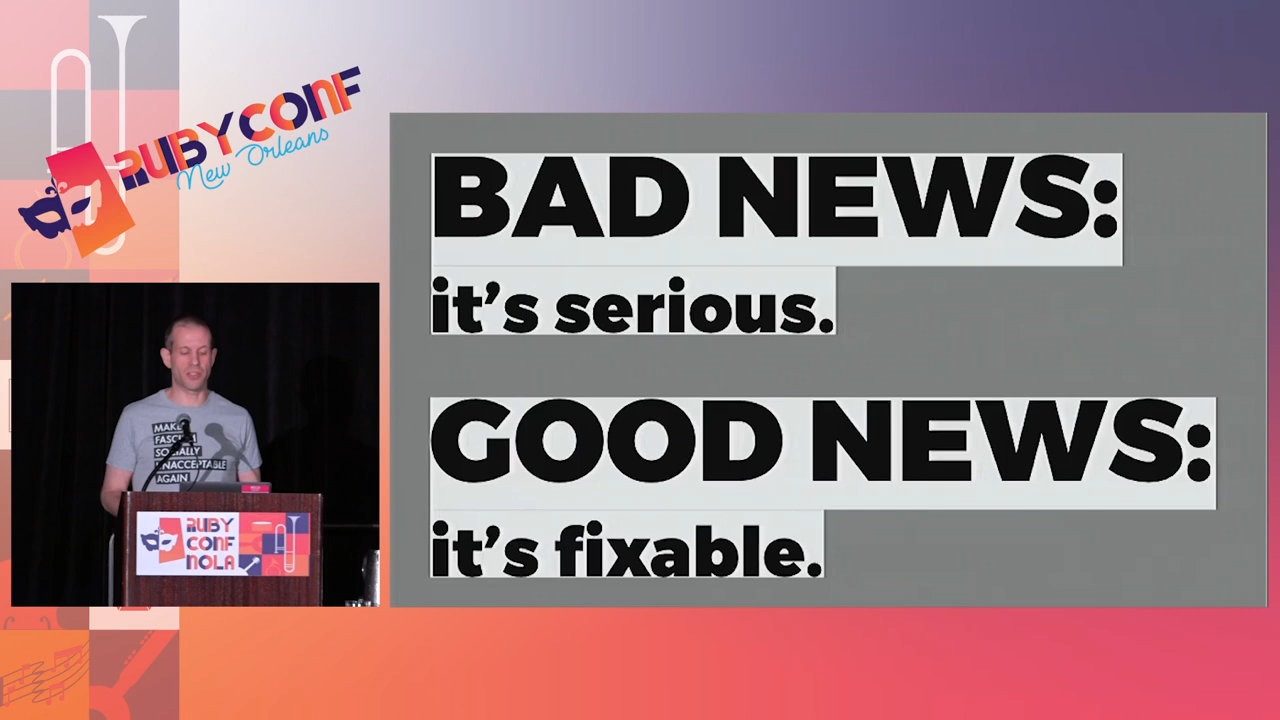 RUBYCONF
New Orleans
BAD NEWS:
it's serious.
GOOD NEWS:
it's fixable.
MAKE
FASCISM
SOCIALLY
UNACCEPTABLE
AGAIN
RUBY
CONF
NOLA